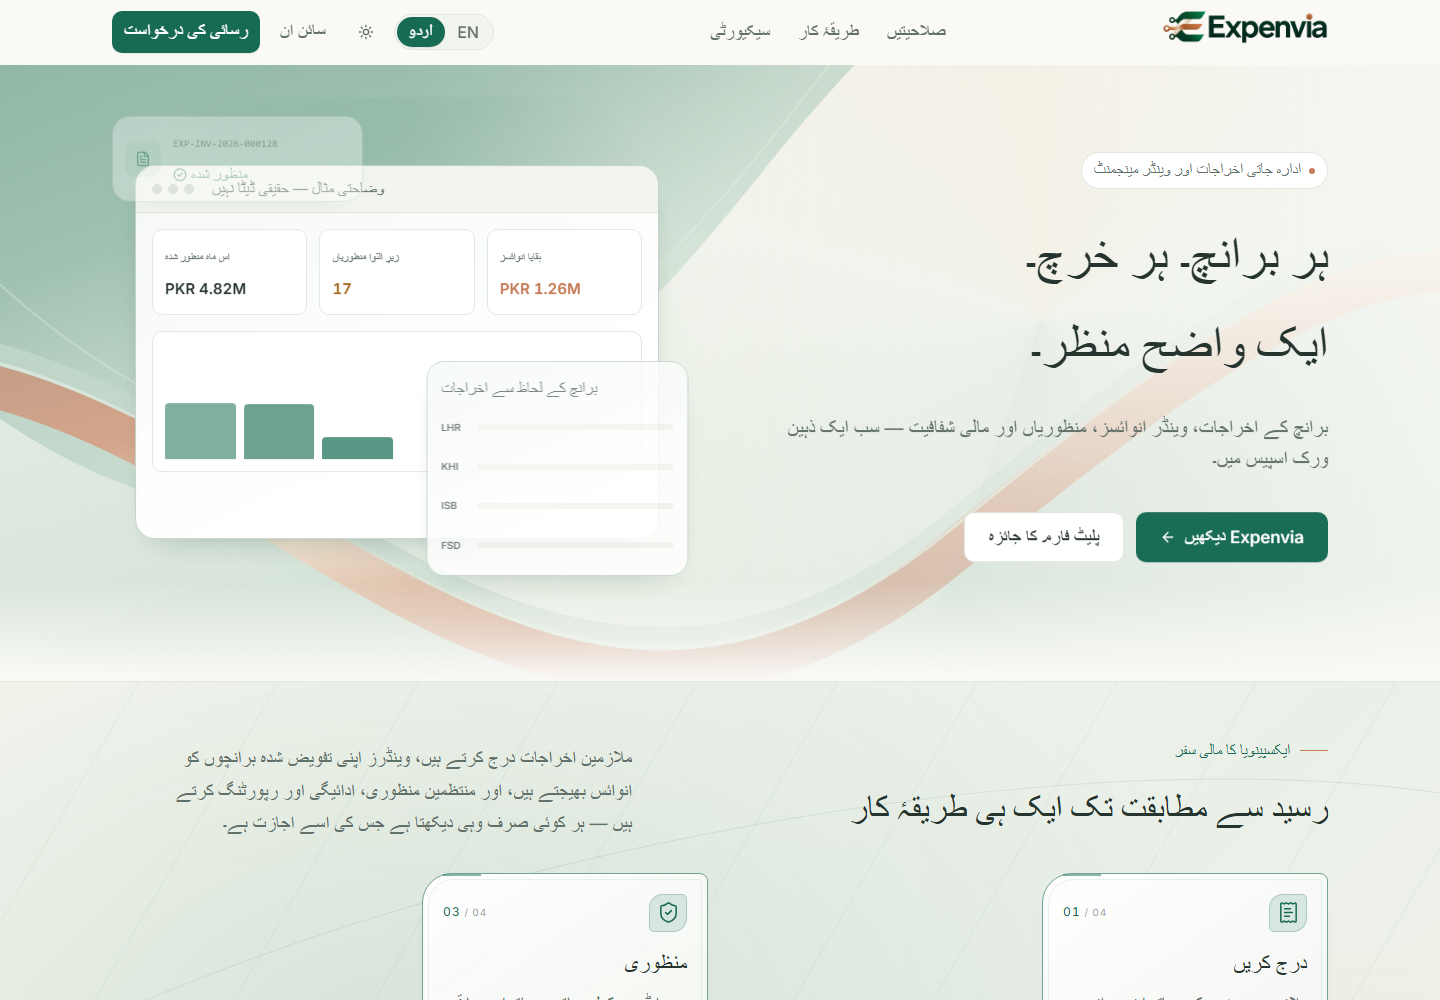 Expenvia
صلاحیتیں
طریقۂ کار
سیکیورٹی
EN
اردو
سائن ان
رسائی کی درخواست
ادارہ جاتی اخراجات اور وینڈر مینجمنٹ
ہر برانچ۔ ہر خرچ۔
ایک واضح منظر۔
برانچ کے اخراجات، وینڈر انوائسز، منظوریاں اور مالی شفافیت — سب ایک ذہین
ورک اسپیس میں۔
Expenvia دیکھیں
پلیٹ فارم کا جائزہ
EXP-INV-2026-000128
منظور شدہ
وضاحتی مثال — حقیقی ڈیٹا نہیں
بقایا انوائسز
PKR 1.26M
زیرِ التوا منظوریاں
17
اس ماہ منظور شدہ
PKR 4.82M
برانچ کے لحاظ سے اخراجات
LHR
KHI
ISB
FSD
ایکسپینویا کا مالی سفر
رسید سے مطابقت تک ایک ہی طریقۂ کار
ملازمین اخراجات درج کرتے ہیں، وینڈرز اپنی تفویض شدہ برانچوں کو
انوائس بھیجتے ہیں، اور منتظمین منظوری، ادائیگی اور رپورٹنگ کرتے
ہیں — ہر کوئی صرف وہی دیکھتا ہے جس کی اسے اجازت ہے۔
01 / 04
درج کریں
03 / 04
منظوری